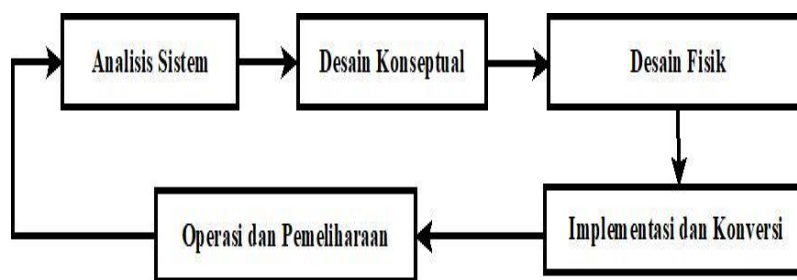 Analisis Sistem
Desain Konseptual
Desain Fisik
Implementasi dan Konversi
Operasi dan Pemeliharaan